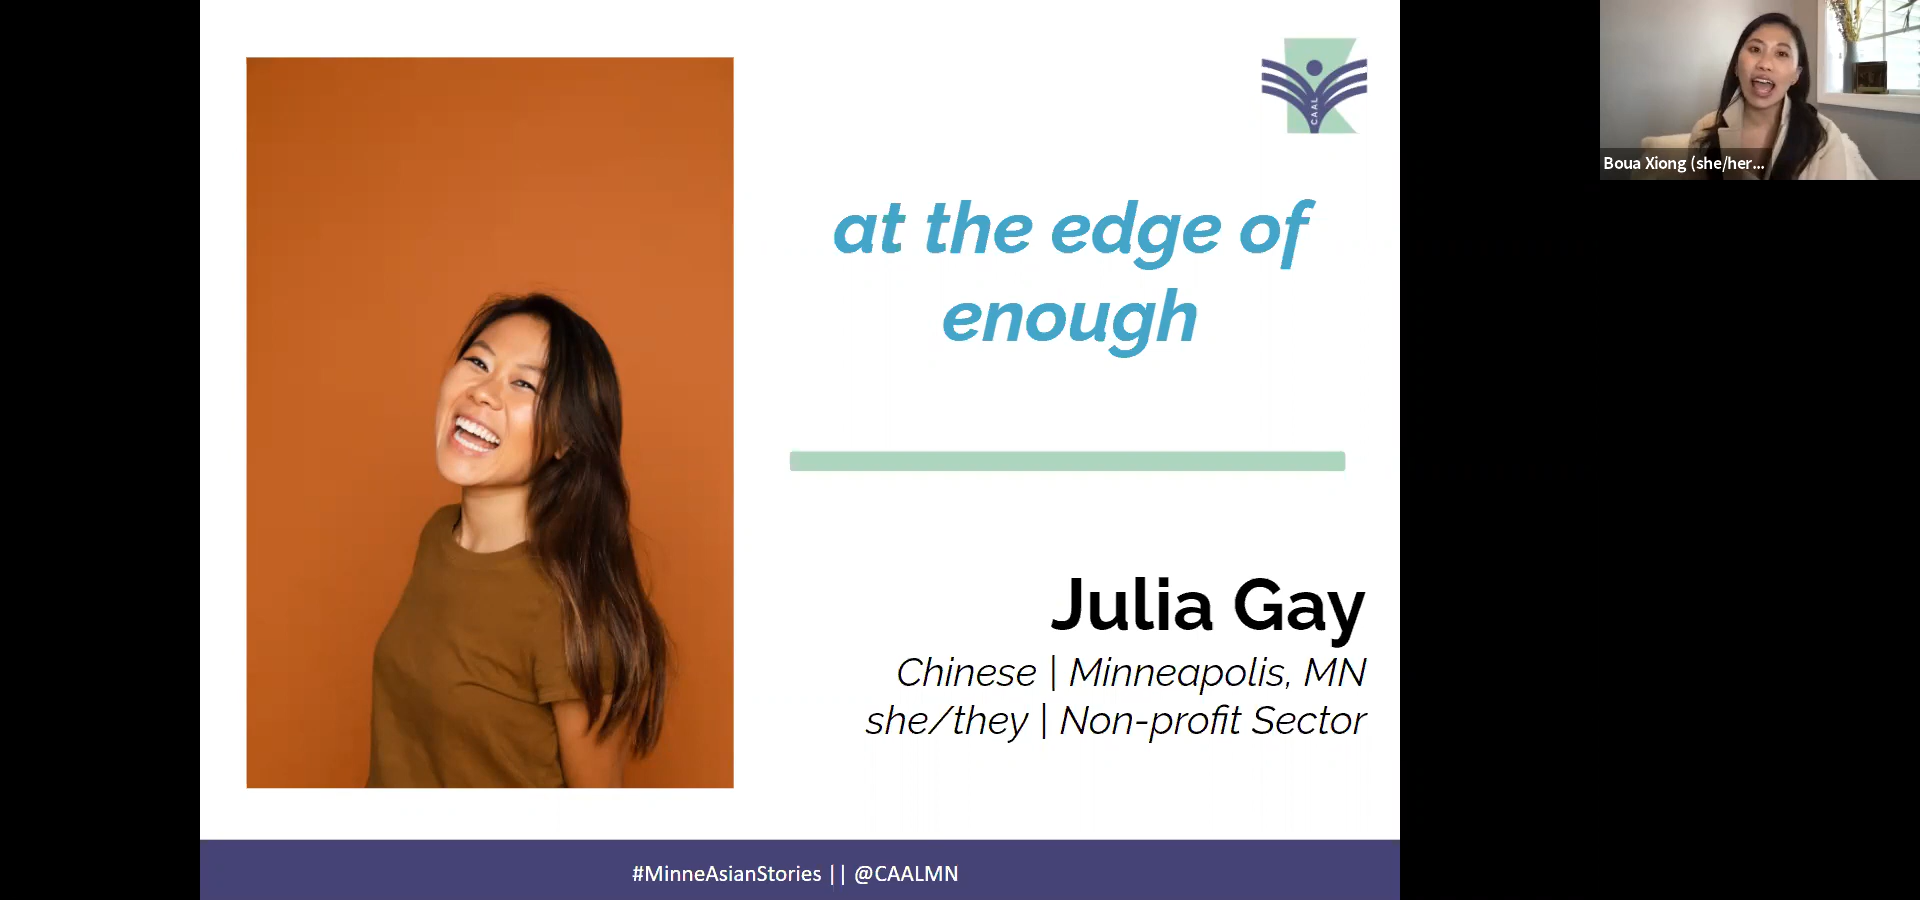 CAAL
at the edge of
enough
Julia Gay
Chinese | Minneapolis, MN
she/they | Non-profit Sector
#MinneAsianStories || @CAALMN
Boua Xiong (she/her...